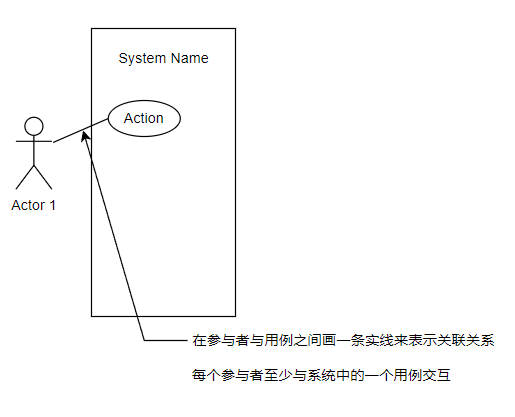 System Name
Action
Actor 1
在参与者与用例之间画一条实线来表示关联关系
每个参与者至少与系统中的一个用例交互